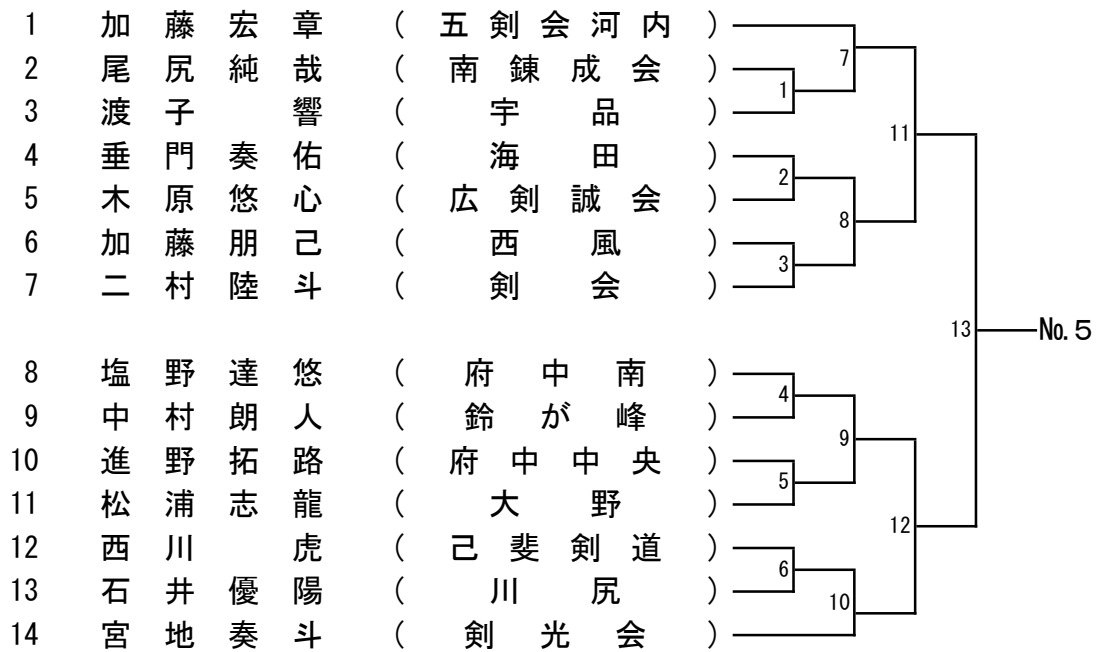 1 加藤宏章 ( 五剣会河内 )
7
2 尾尻純哉 ( 南錬成会 )
1
3 渡子響 ( 宇品 )
11
4 垂門奏佑 ( 海田 )
2
5 木原悠心 ( 広剣誠会 )
8
6 加藤朋己 ( 西風 )
3
7 二村陸斗 ( 剣会 )
13 №5
8 塩野達悠 ( 府中南 )
4
9 中村朗人 ( 鈴が峰 )
9
10 進野拓路 ( 府中中央 )
5
11 松浦志龍 ( 大野 )
12
12 西川虎 ( 己斐剣道 )
6
13 石井優陽 ( 川尻 )
10
14 宮地奏斗 ( 剣光会 )